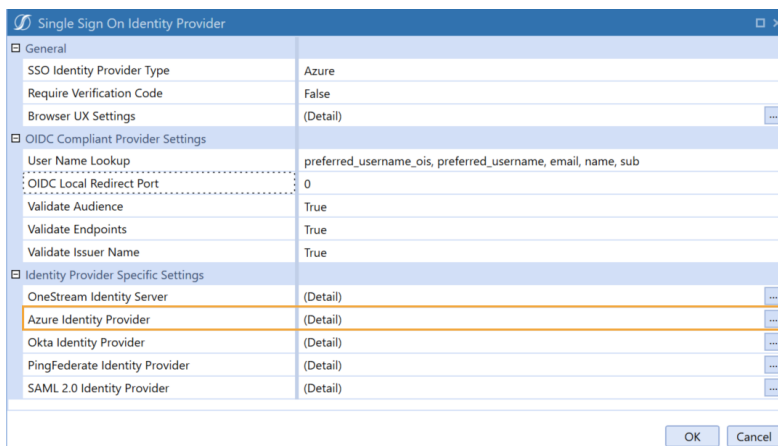 Single Sign On Identity Provider
General
SSO Identity Provider Type Azure
Require Verification Code False
Browser UX Settings (Detail) ...
OIDC Compliant Provider Settings
User Name Lookup preferred_username_ois, preferred_username, email, name, sub
OIDC Local Redirect Port 0
Validate Audience True
Validate Endpoints True
Validate Issuer Name True
Identity Provider Specific Settings
OneStream Identity Server (Detail) ...
Azure Identity Provider (Detail) ...
Okta Identity Provider (Detail) ...
PingFederate Identity Provider (Detail) ...
SAML 2.0 Identity Provider (Detail) ...
OK Cancel